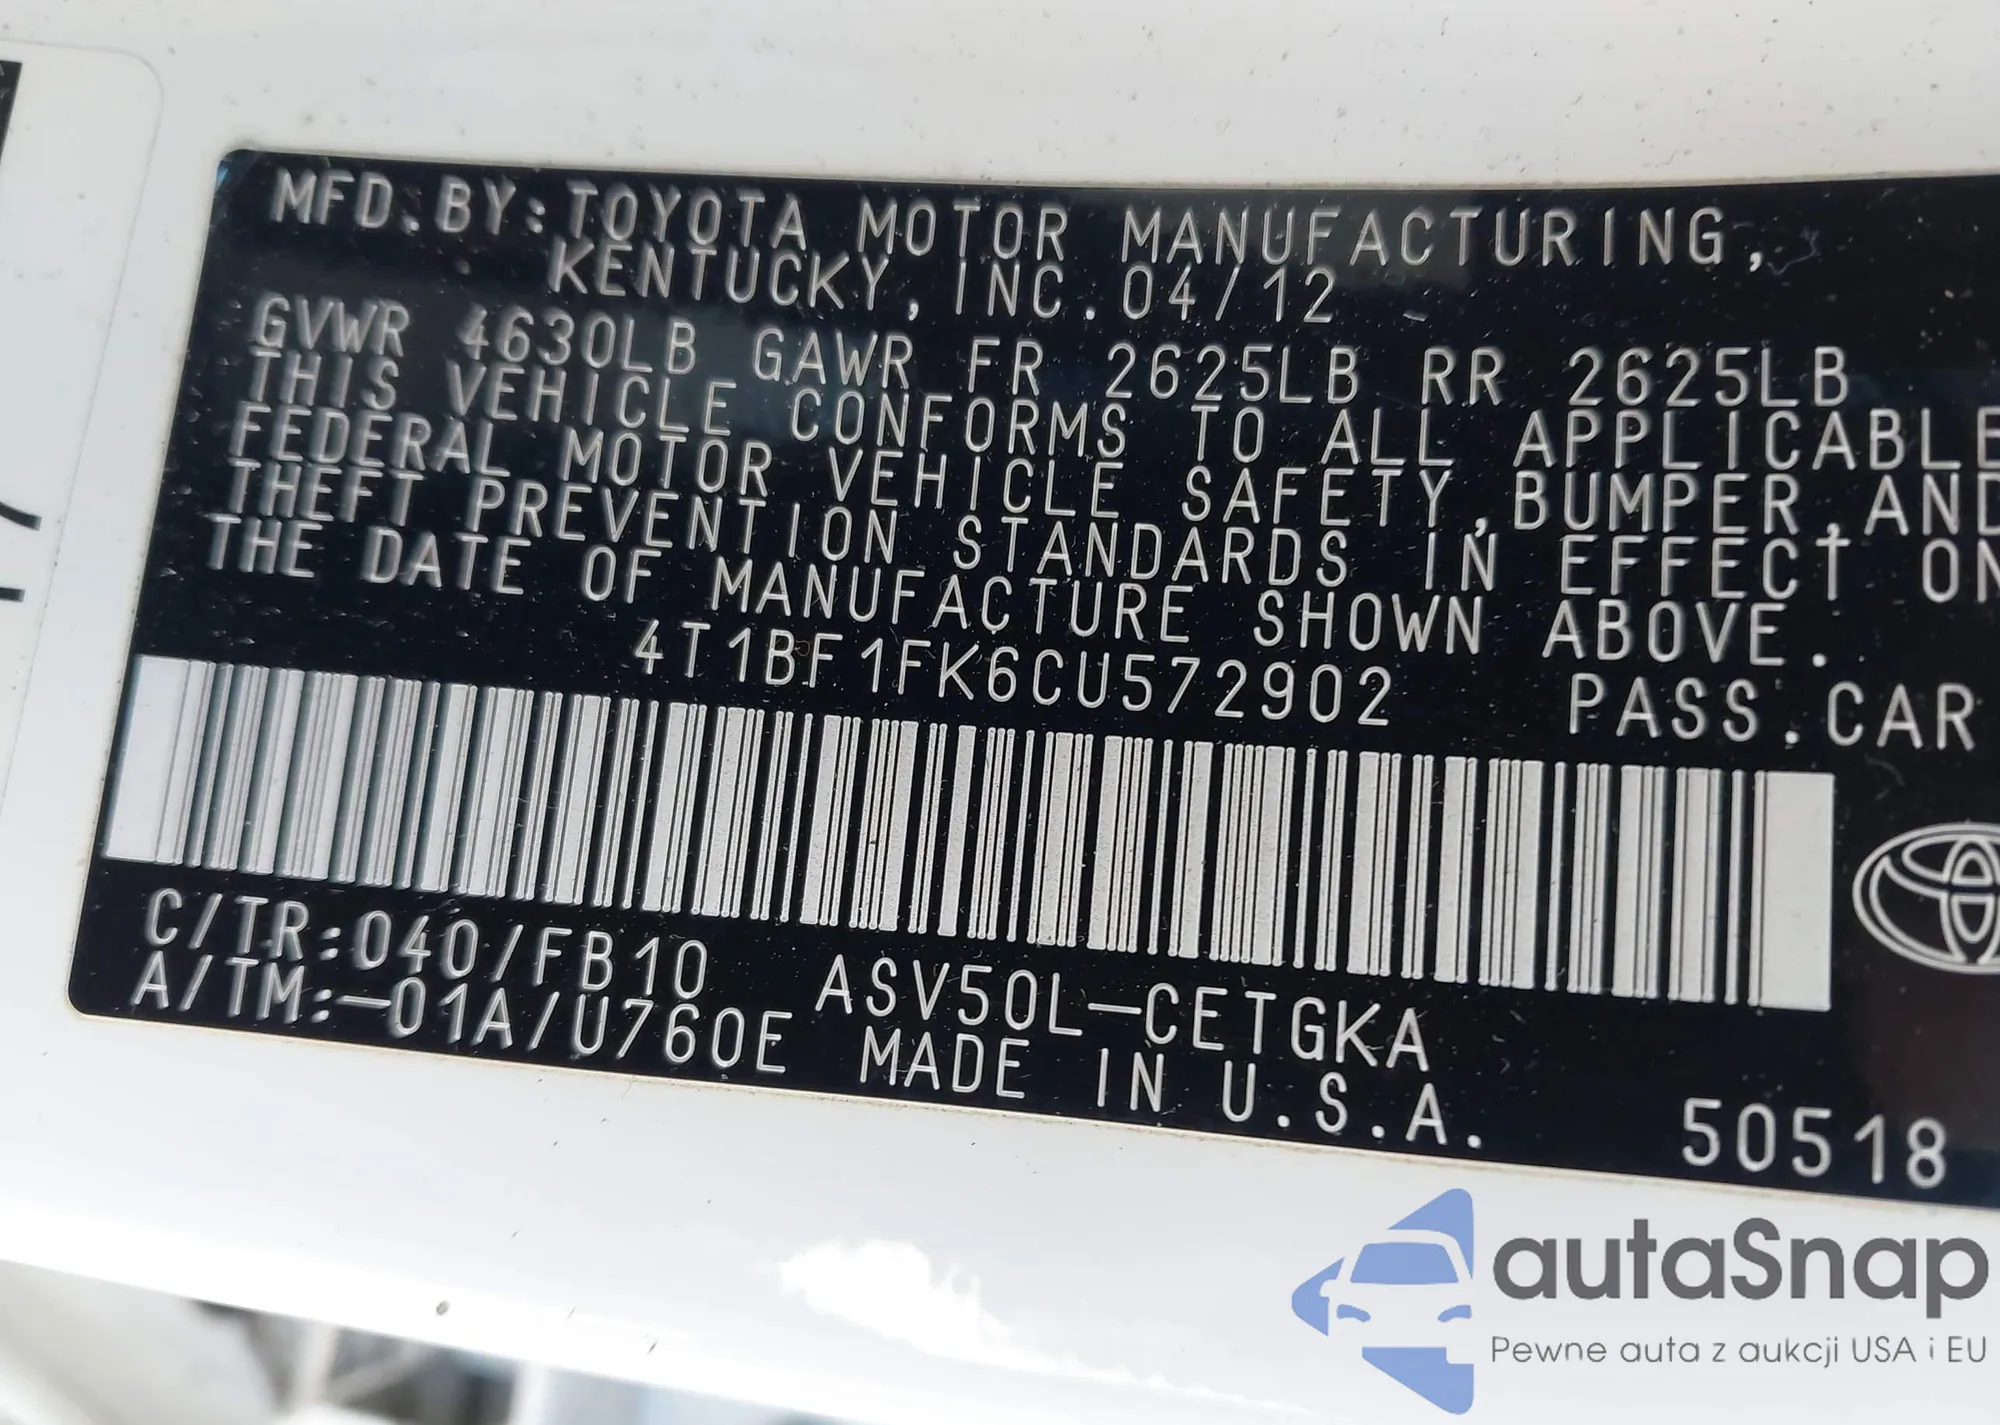 MFD.BY:TOYOTA MOTOR MANUFACTURING,
KENTUCKY, INC.04/12
GVWR 4630LB GAWR FR 2625LB RR 2625LB
THIS VEHICLE CONFORMS TO ALL APPLICABLE
FEDERAL MOTOR VEHICLE SAFETY,BUMPER,AND
THEFT PREVENTION STANDARDS IN EFFECT ON
THE DATE OF MANUFACTURE SHOWN ABOVE.
4T1BF1FK6CU572902 PASS.CAR
C/TR:040/FB10 ASV50L-CETGKA
A/TM:-01A/U760E MADE IN U.S.A.
50518
autaSnap
Pewne auta z aukcji USA i EU